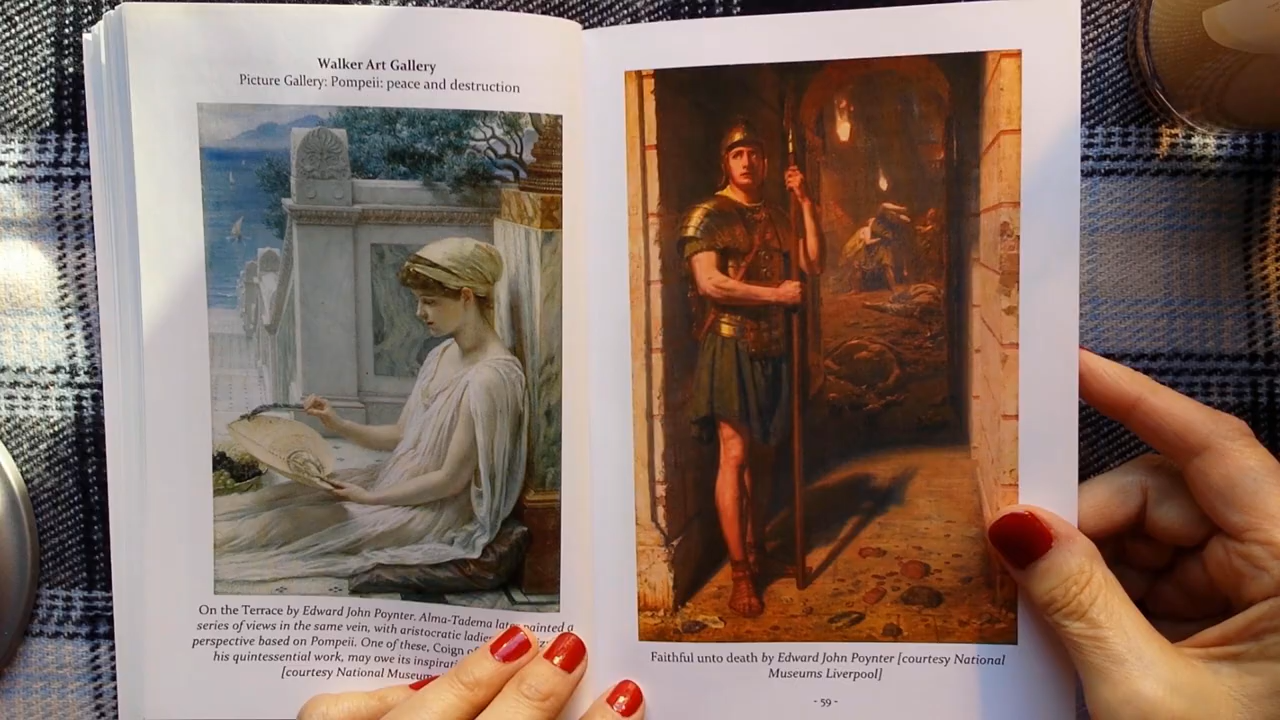 Walker Art Gallery
Picture Gallery: Pompeii: peace and destruction
On the Terrace by Edward John Poynter. Alma-Tadema later painted a
series of views in the same vein, with aristocratic ladies
perspective based on Pompeii. One of these, Coign of
his quintessential work, may owe its inspirati
[courtesy National Museum
Faithful unto death by Edward John Poynter [courtesy National
Museums Liverpool]
- 59 -